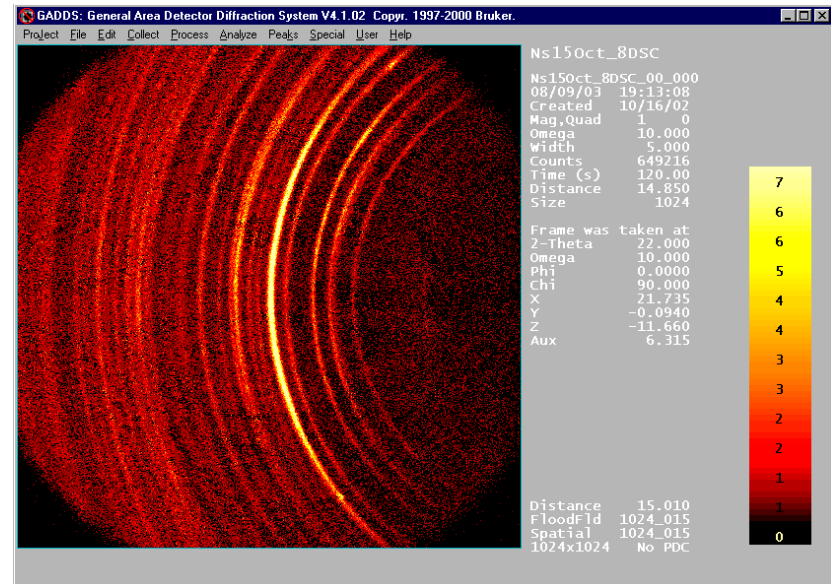 GADDS: General Area Detector Diffraction System V4.1.02 Copyr. 1997-2000 Bruker.
Project File Edit Collect Process Analyze Peaks Special User Help
Ns15Oct_8DSC
Ns15Oct_8DSC_00_000
08/09/03 19:13:08
Created 10/16/02
Mag,Quad 1 0
Omega 10.000
Width 5.000
Counts 649216
Time (s) 120.00
Distance 14.850
Size 1024
Frame was taken at
2-Theta 22.000
Omega 10.000
Phi 0.0000
Chi 90.000
X 21.735
Y -0.0940
Z -11.660
Aux 6.315
Distance 15.010
FloodFld 1024_015
Spatial 1024_015
1024x1024 No PDC
7
6
6
5
4
4
3
3
2
2
1
1
0